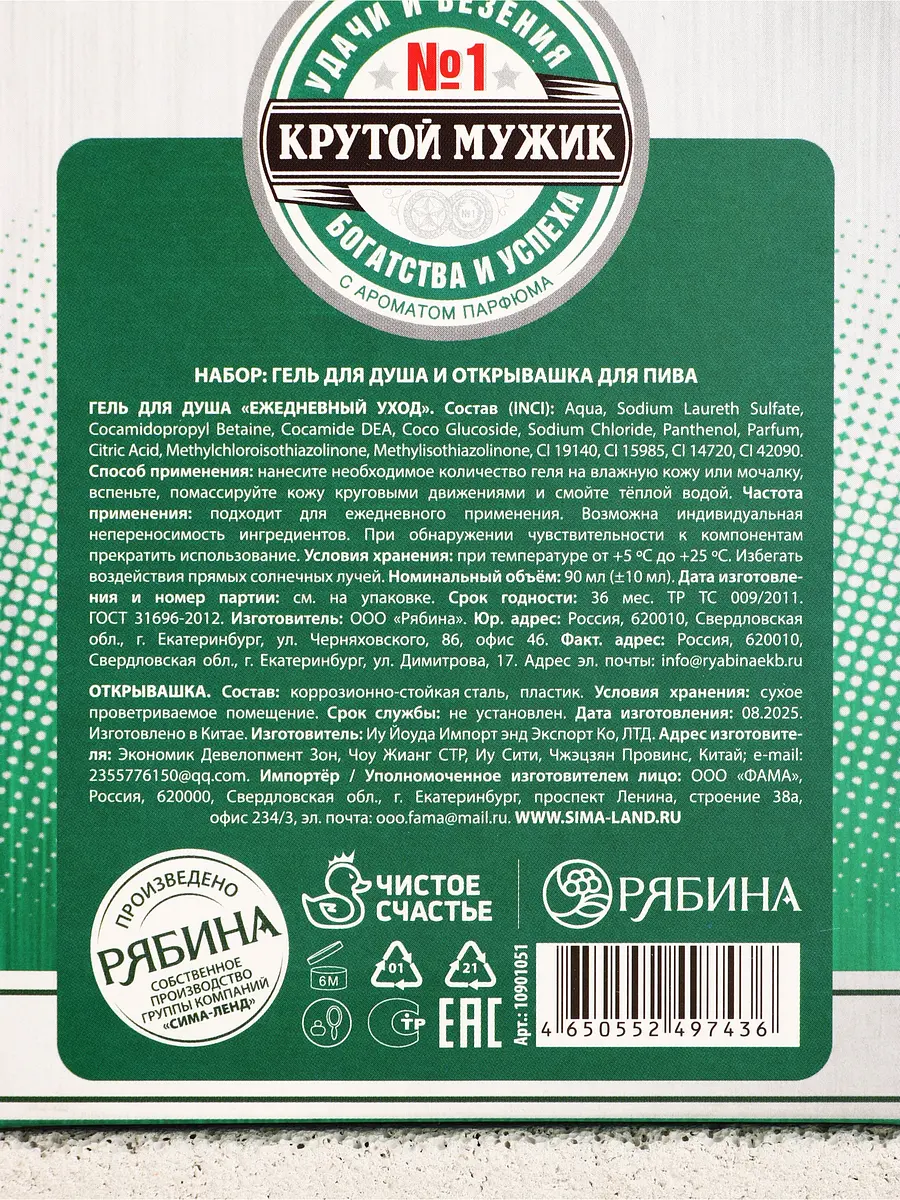 УДАЧИ И ВЕЗЕНИЯ
№1
КРУТОЙ МУЖИК
№1
БОГАТСТВА И УСПЕХА
С АРОМАТОМ ПАРФЮМА
НАБОР: ГЕЛЬ ДЛЯ ДУША И ОТКРЫВАШКА ДЛЯ ПИВА
ГЕЛЬ ДЛЯ ДУША «ЕЖЕДНЕВНЫЙ УХОД». Состав (INCI): Aqua, Sodium Laureth Sulfate,
Cocamidopropyl Betaine, Cocamide DEA, Coco Glucoside, Sodium Chloride, Panthenol, Parfum,
Citric Acid, Methylchloroisothiazolinone, Methylisothiazolinone, CI 19140, CI 15985, CI 14720, CI 42090.
Способ применения: нанесите необходимое количество геля на влажную кожу или мочалку,
вспеньте, помассируйте кожу круговыми движениями и смойте тёплой водой. Частота
применения: подходит для ежедневного применения. Возможна индивидуальная
непереносимость ингредиентов. При обнаружении чувствительности к компонентам
прекратить использование. Условия хранения: при температуре от +5 ºС до +25 ºС. Избегать
воздействия прямых солнечных лучей. Номинальный объём: 90 мл (±10 мл). Дата изготовле-
ния и номер партии: см. на упаковке. Срок годности: 36 мес. ТР ТС 009/2011.
ГОСТ 31696-2012. Изготовитель: ООО «Рябина». Юр. адрес: Россия, 620010, Свердловская
обл., г. Екатеринбург, ул. Черняховского, 86, офис 46. Факт. адрес: Россия, 620010,
Свердловская обл., г. Екатеринбург, ул. Димитрова, 17. Адрес эл. почты: info@ryabinaekb.ru
ОТКРЫВАШКА. Состав: коррозионно-стойкая сталь, пластик. Условия хранения: сухое
проветриваемое помещение. Срок службы: не установлен. Дата изготовления: 08.2025.
Изготовлено в Китае. Изготовитель: Иу Йоуда Импорт энд Экспорт Ко, ЛТД. Адрес изготовите-
ля: Экономик Девелопмент Зон, Чоу Жианг СТР, Иу Сити, Чжэцзян Провинс, Китай; e-mail:
2355776150@qq.com. Импортёр / Уполномоченное изготовителем лицо: ООО «ФАМА»,
Россия, 620000, Свердловская обл., г. Екатеринбург, проспект Ленина, строение 38а,
офис 234/3, эл. почта: ooo.fama@mail.ru. WWW.SIMA-LAND.RU
ПРОИЗВЕДЕНО
РЯБИНА
СОБСТВЕННОЕ
ПРОИЗВОДСТВО
ГРУППЫ КОМПАНИЙ
«СИМА-ЛЕНД»
ЧИСТОЕ
СЧАСТЬЕ
РЯБИНА
6M
01
21
СТР
EAC
Арт.: 10901051
4 650552 497436